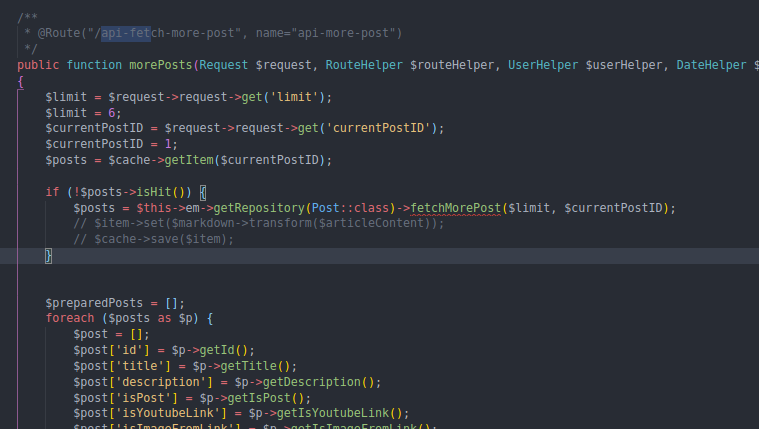 /**
* @Route("/api-fetch-more-post", name="api-more-post")
*/
public function morePosts(Request $request, RouteHelper $routeHelper, UserHelper $userHelper, DateHelper $
{
$limit = $request->request->get('limit');
$limit = 6;
$currentPostID = $request->request->get('currentPostID');
$currentPostID = 1;
$posts = $cache->getItem($currentPostID);
if (!$posts->isHit()) {
$posts = $this->em->getRepository(Post::class)->fetchMorePost($limit, $currentPostID);
// $item->set($markdown->transform($articleContent));
// $cache->save($item);
}
$preparedPosts = [];
foreach ($posts as $p) {
$post = [];
$post['id'] = $p->getId();
$post['title'] = $p->getTitle();
$post['description'] = $p->getDescription();
$post['isPost'] = $p->getIsPost();
$post['isYoutubeLink'] = $p->getIsYoutubeLink();
$post['isImageFromLink'] = $p->getIsImageFromLink();